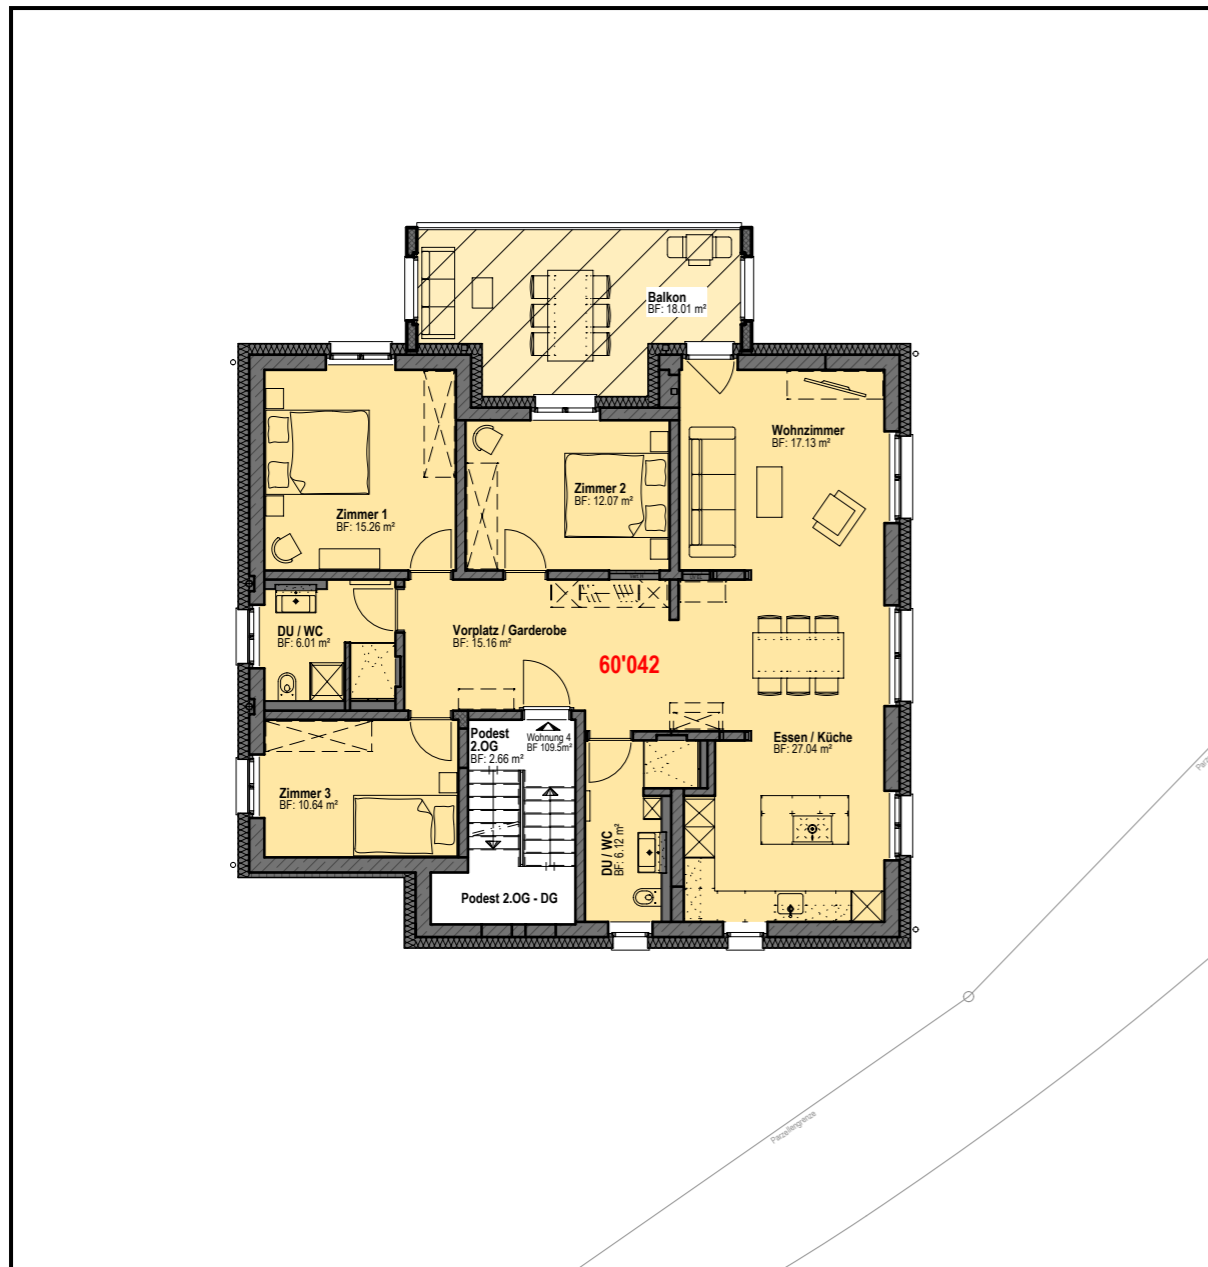 Balkon
BF: 18.01 m²
Wohnzimmer
BF: 17.13 m²
Zimmer 2
BF: 12.07 m²
Zimmer 1
BF: 15.26 m²
DU / WC
BF: 6.01 m²
Vorplatz / Garderobe
BF: 15.16 m²
60'042
Podest
2.OG
BF: 2.66 m²
Wohnung 4
BF 109.5m²
Essen / Küche
BF: 27.04 m²
Zimmer 3
BF: 10.64 m²
DU / WC
BF: 6.12 m²
Podest 2.OG - DG
Parzellengrenze